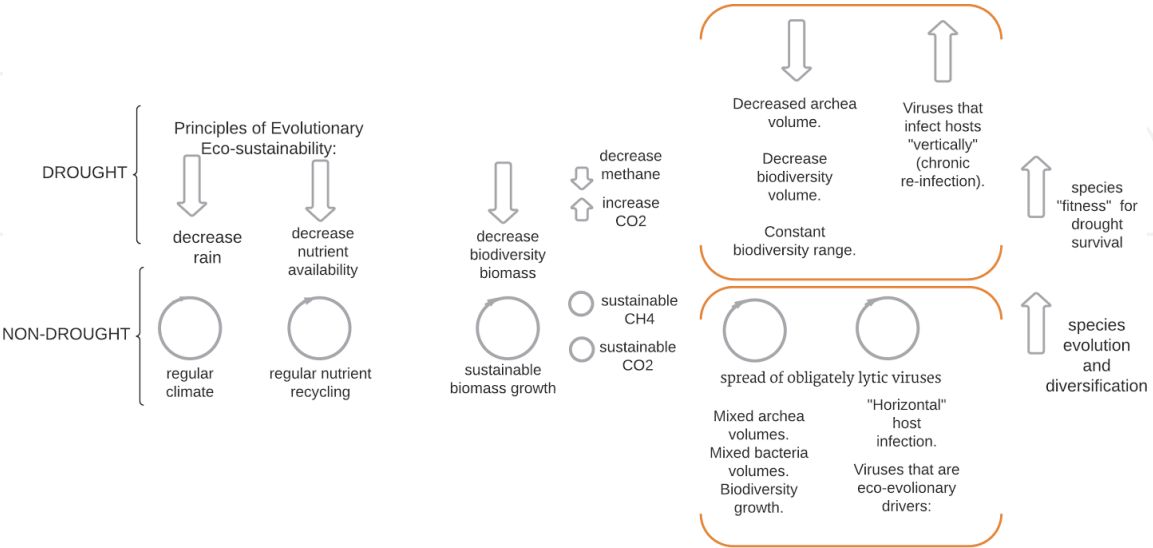 DROUGHT
Principles of Evolutionary
Eco-sustainability:
decrease
rain
decrease
nutrient
availability
decrease
biodiversity
biomass
decrease
methane
increase
CO2
Decreased archea
volume.
Decrease
biodiversity
volume.
Constant
biodiversity range.
Viruses that
infect hosts
"vertically"
(chronic
re-infection).
species
"fitness" for
drought
survival
NON-DROUGHT
regular
climate
regular nutrient
recycling
sustainable
biomass growth
sustainable
CH4
sustainable
CO2
spread of obligately lytic viruses
Mixed archea
volumes.
Mixed bacteria
volumes.
Biodiversity
growth.
"Horizontal"
host
infection.
Viruses that are
eco-evolionary
drivers:
species
evolution
and
diversification